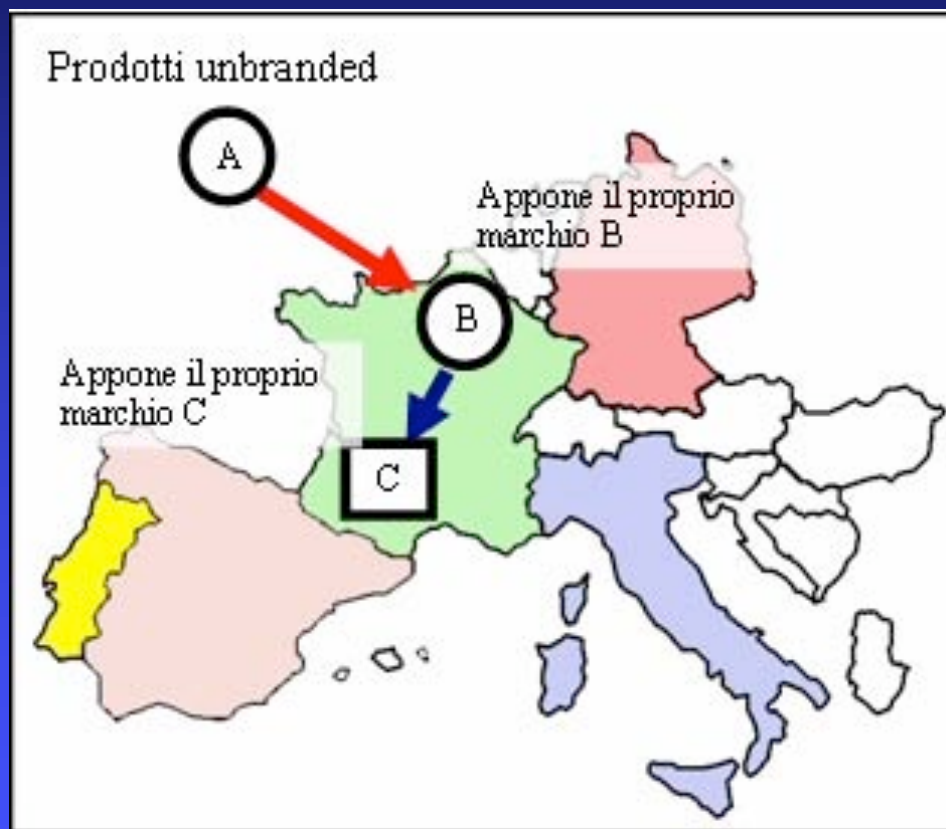 Prodotti unbranded
A
Appone il proprio
marchio B
B
Appone il proprio
marchio C
C